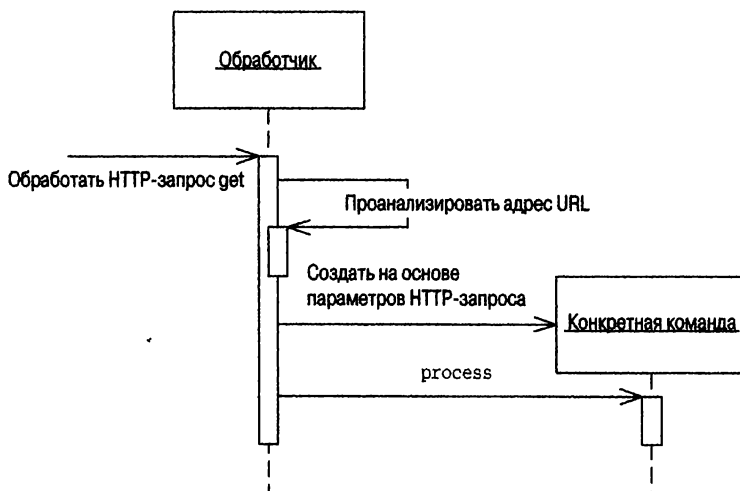 Обработчик
Обработать HTTP-запрос get
Проанализировать адрес URL
Создать на основе
параметров HTTP-запроса
Конкретная команда
process